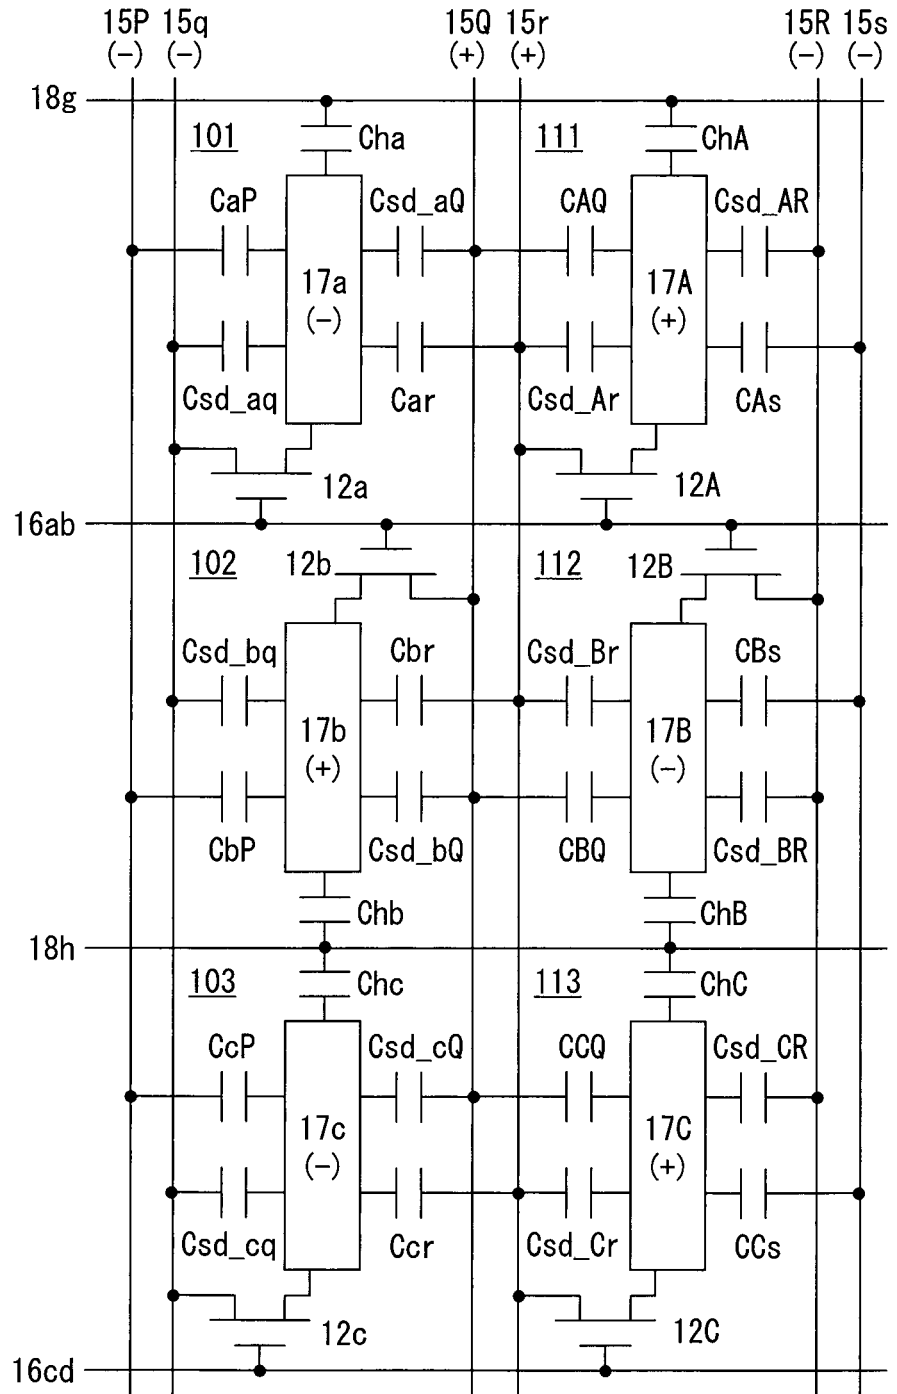 15P 15q 15Q 15r 15R 15s
(−) (−) (+) (+) (−) (−)
18g
101 Cha 111 ChA
CaP Csd_aQ CAQ Csd_AR
17a 17A
(−) (+)
Csd_aq Car Csd_Ar CAs
12a 12A
16ab
102 12b 112 12B
Csd_bq Cbr Csd_Br CBs
17b 17B
(+) (−)
CbP Csd_bQ CBQ Csd_BR
Chb ChB
18h
103 Chc 113 ChC
CcP Csd_cQ CCQ Csd_CR
17c 17C
(−) (+)
Csd_cq Ccr Csd_Cr CCs
12c 12C
16cd